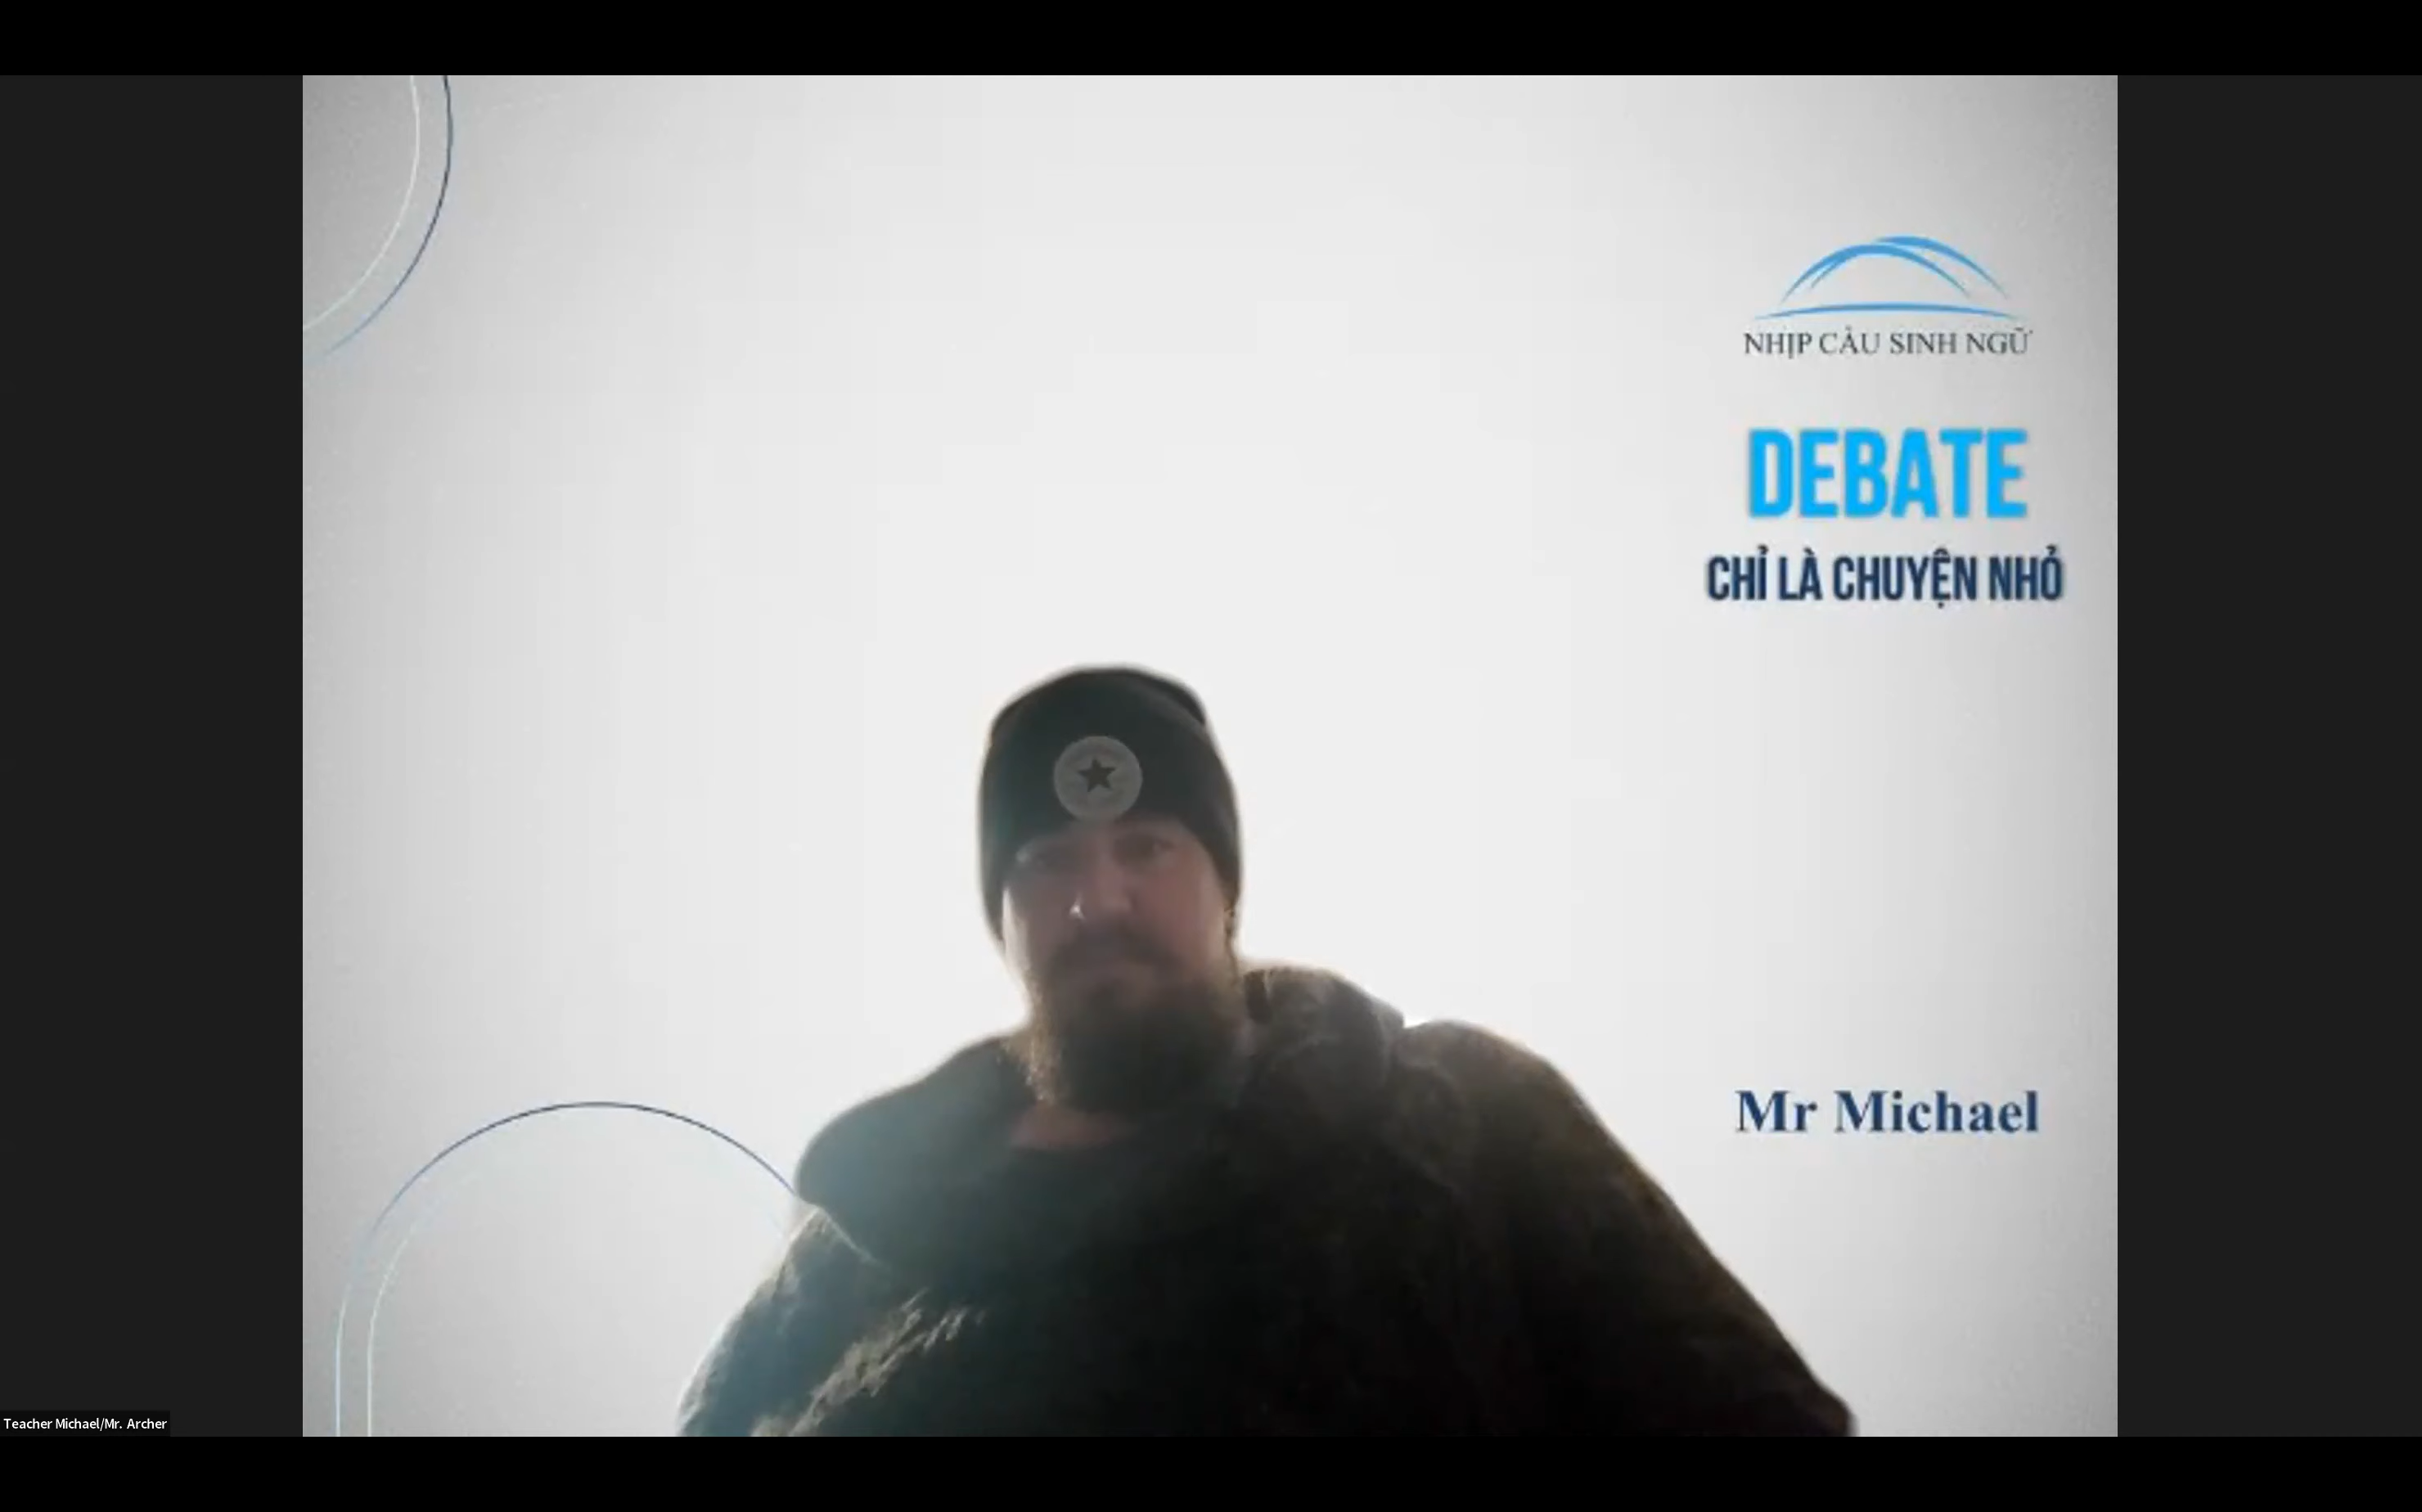 NHỊP CẦU SINH NGỮ
DEBATE
CHỈ LÀ CHUYỆN NHỎ
Mr Michael
Teacher Michael/Mr. Archer